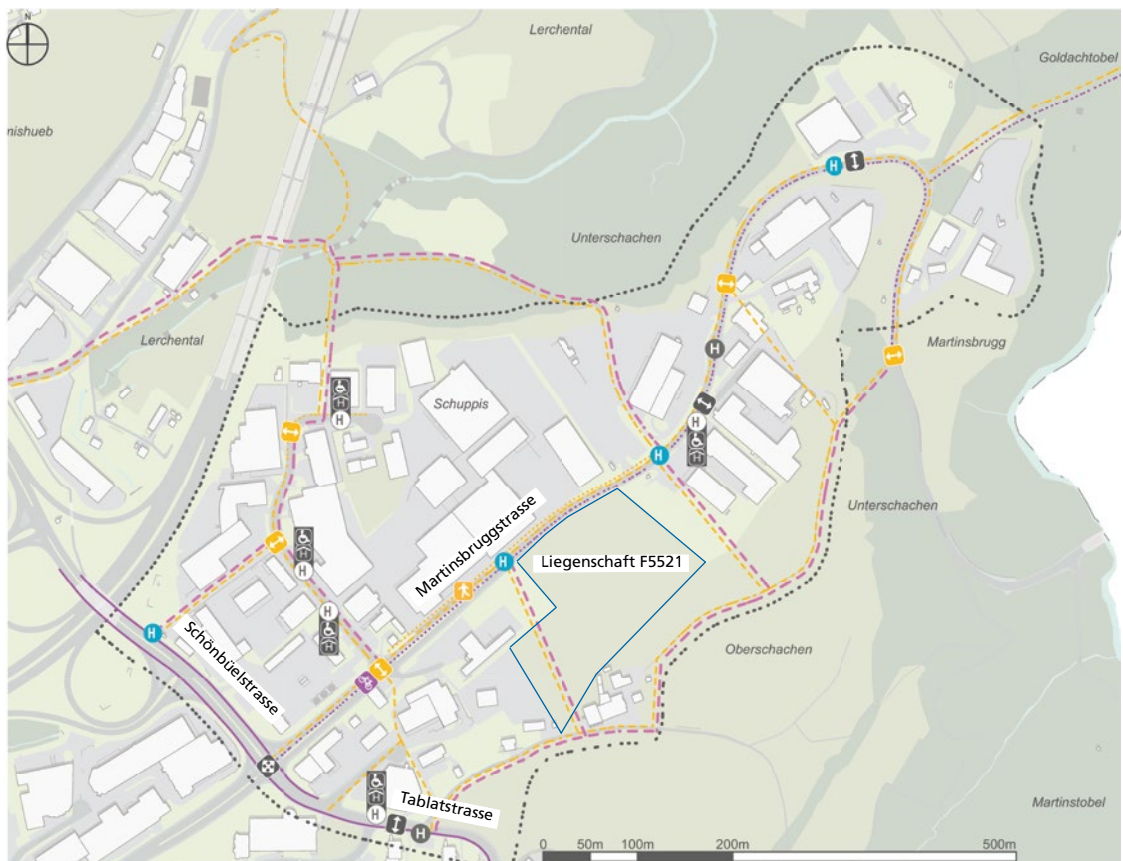 N
Lerchental
Goldachtobel
nishueb
H
Unterschachen
H
Lerchental
Martinsbrugg
Schuppis
H
H
H
H
Unterschachen
Martinsbruggstrasse
H
Liegenschaft F5521
H
H
H
Schönbüelstrasse
Oberschachen
H
Tablatstrasse
H
Martinstobel
0 50m 100m 200m 500m